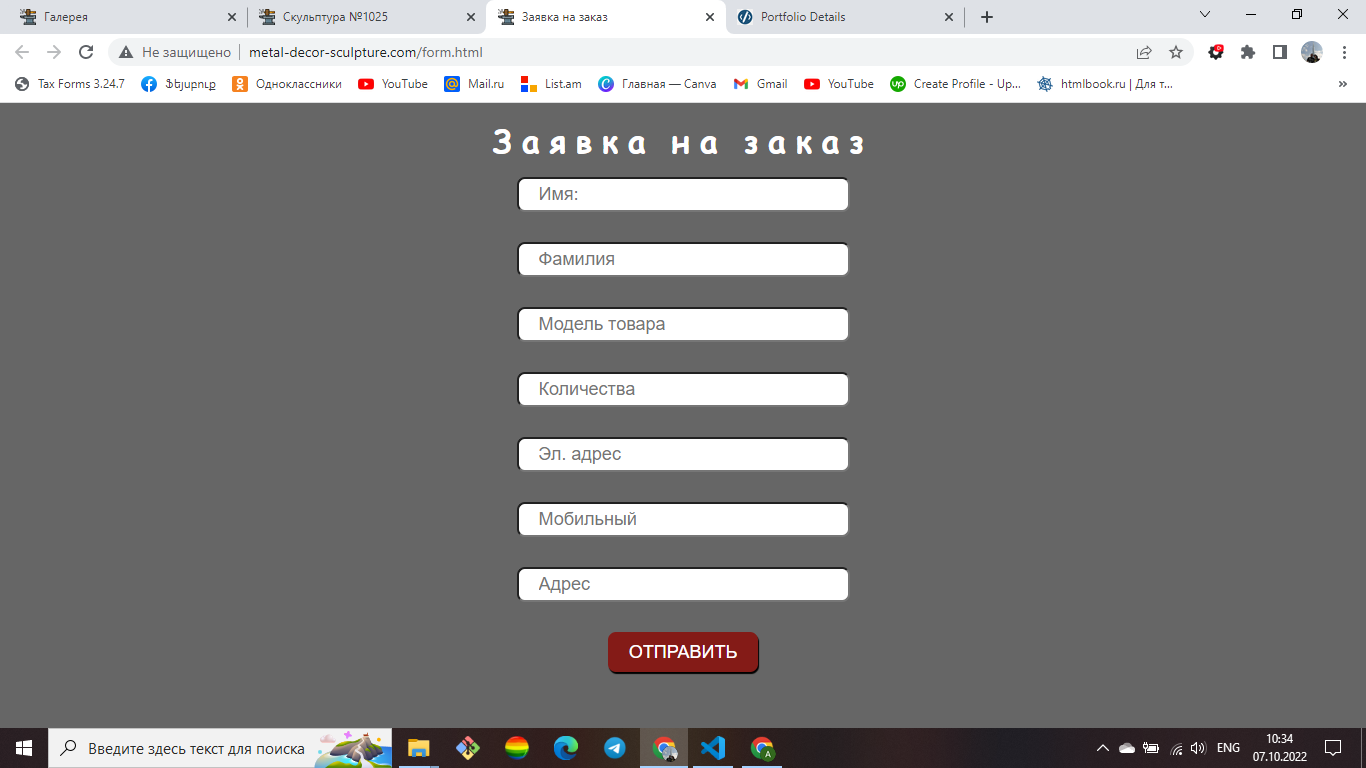 Галерея
Скульптура №1025
Заявка на заказ
Portfolio Details
Не защищено
metal-decor-sculpture.com/form.html
Tax Forms 3.24.7
Ֆեյսբուք
Одноклассники
YouTube
Mail.ru
List.am
Главная — Canva
Gmail
YouTube
Create Profile - Up...
htmlbook.ru | Для т...
»
Заявка на заказ
Имя:
Фамилия
Модель товара
Количества
Эл. адрес
Мобильный
Адрес
ОТПРАВИТЬ
Введите здесь текст для поиска
ENG
10:34
07.10.2022